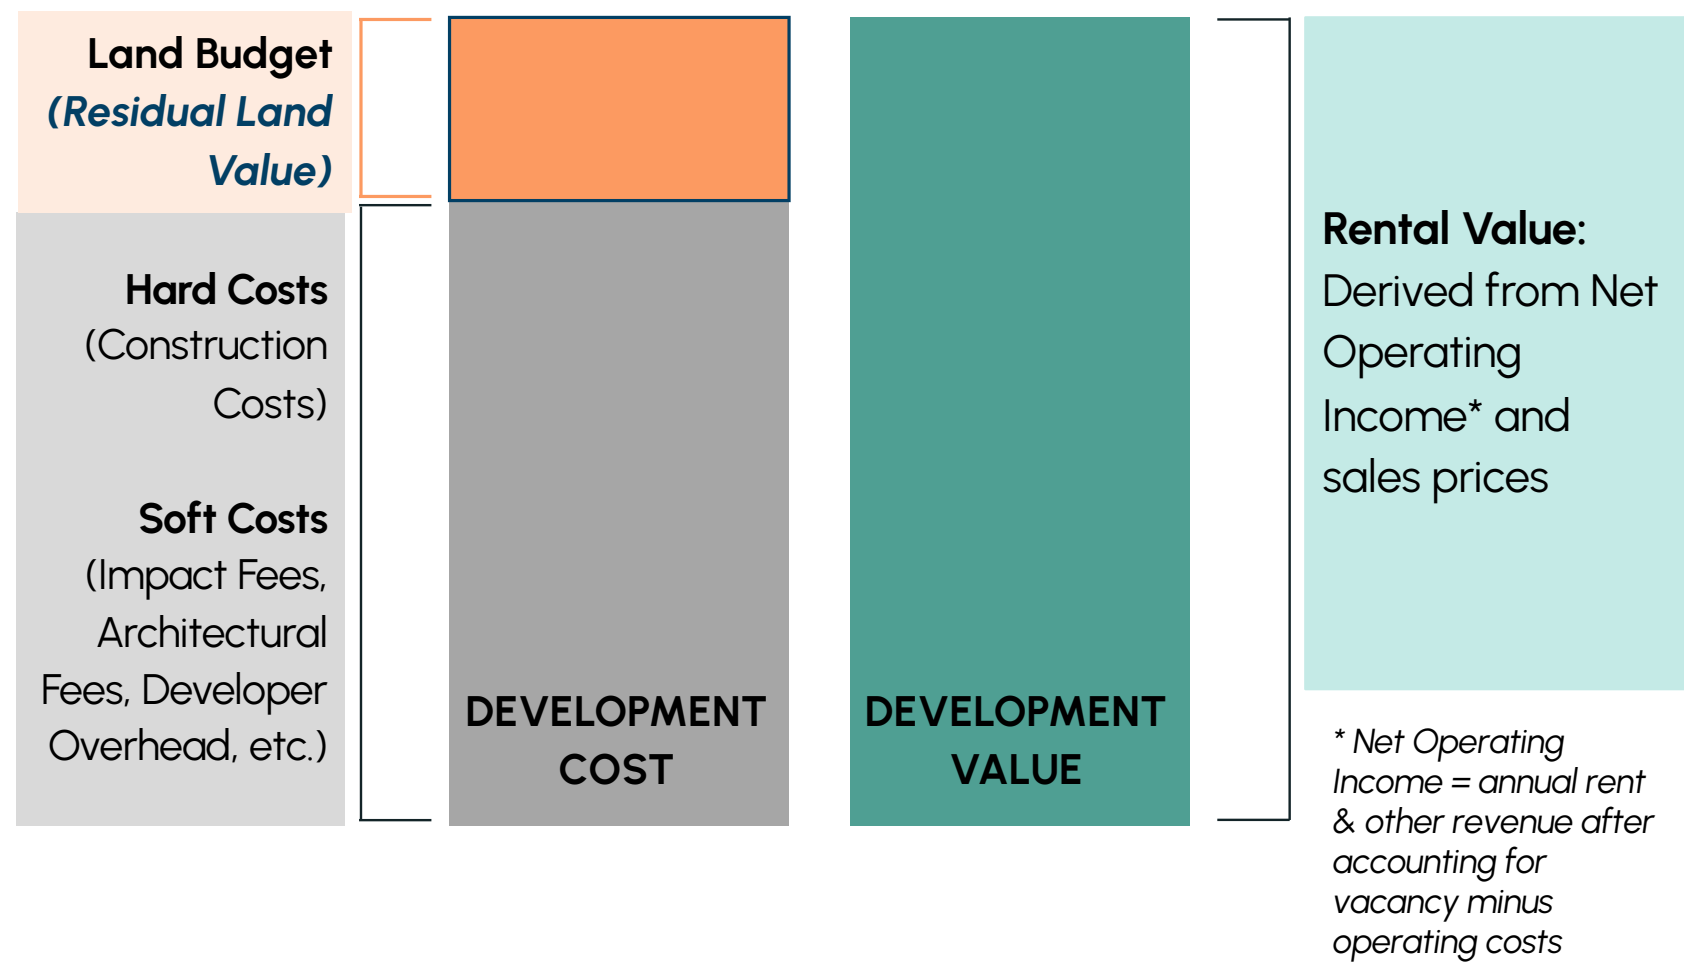 Land Budget
(Residual Land
Value)
Hard Costs
(Construction
Costs)
Soft Costs
(Impact Fees,
Architectural
Fees, Developer
Overhead, etc.)
DEVELOPMENT
COST
DEVELOPMENT
VALUE
Rental Value:
Derived from Net
Operating
Income* and
sales prices
* Net Operating
Income = annual rent
& other revenue after
accounting for
vacancy minus
operating costs